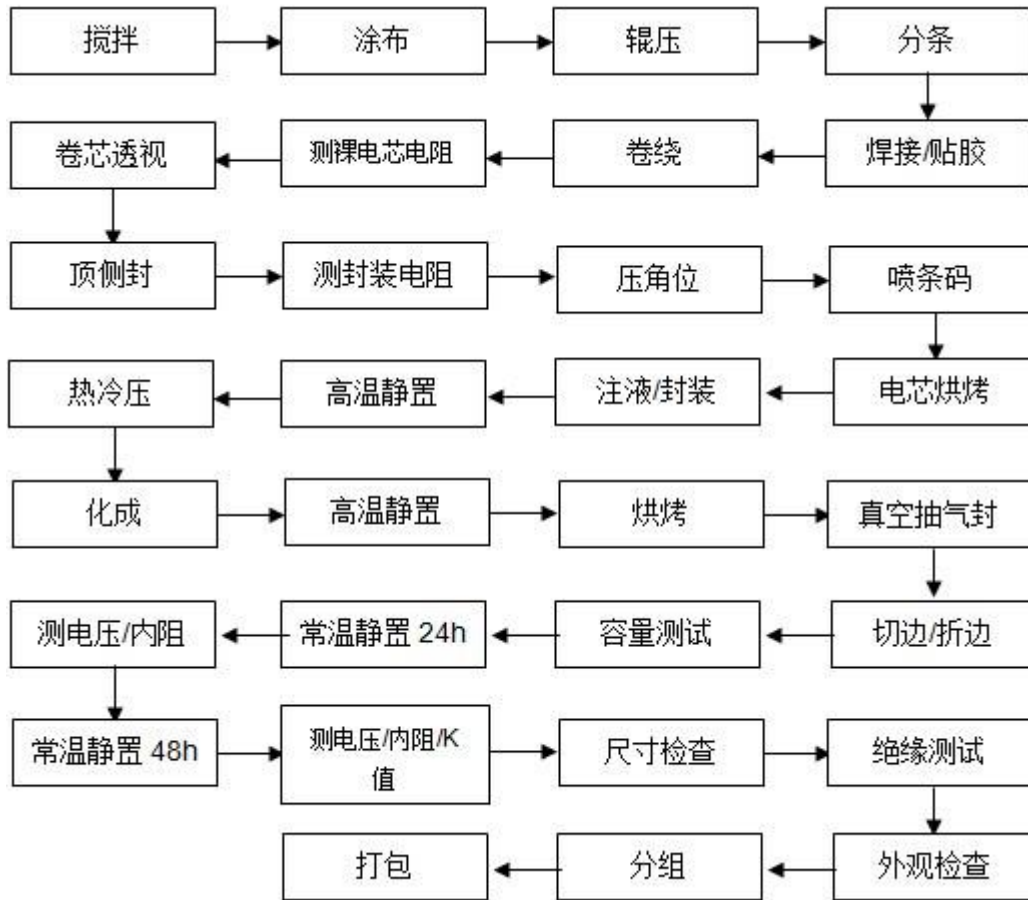 搅拌
涂布
辊压
分条
焊接/贴胶
卷绕
测裸电芯电阻
卷芯透视
顶侧封
测封装电阻
压角位
喷条码
电芯烘烤
注液/封装
高温静置
热冷压
化成
高温静置
烘烤
真空抽气封
切边/折边
容量测试
常温静置 24h
测电压/内阻
常温静置 48h
测电压/内阻/K
值
尺寸检查
绝缘测试
外观检查
分组
打包